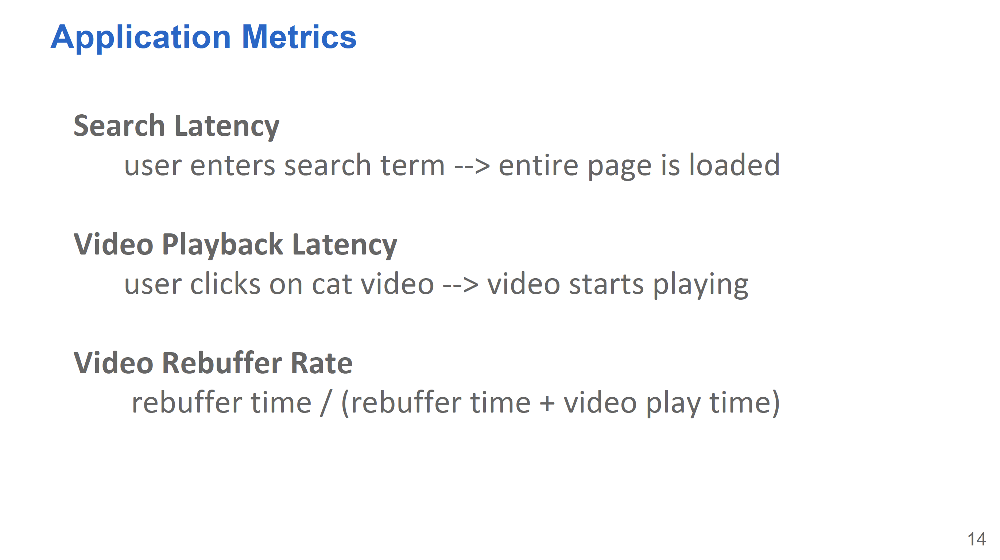 Application Metrics
Search Latency
user enters search term --> entire page is loaded
Video Playback Latency
user clicks on cat video --> video starts playing
Video Rebuffer Rate
rebuffer time / (rebuffer time + video play time)
14